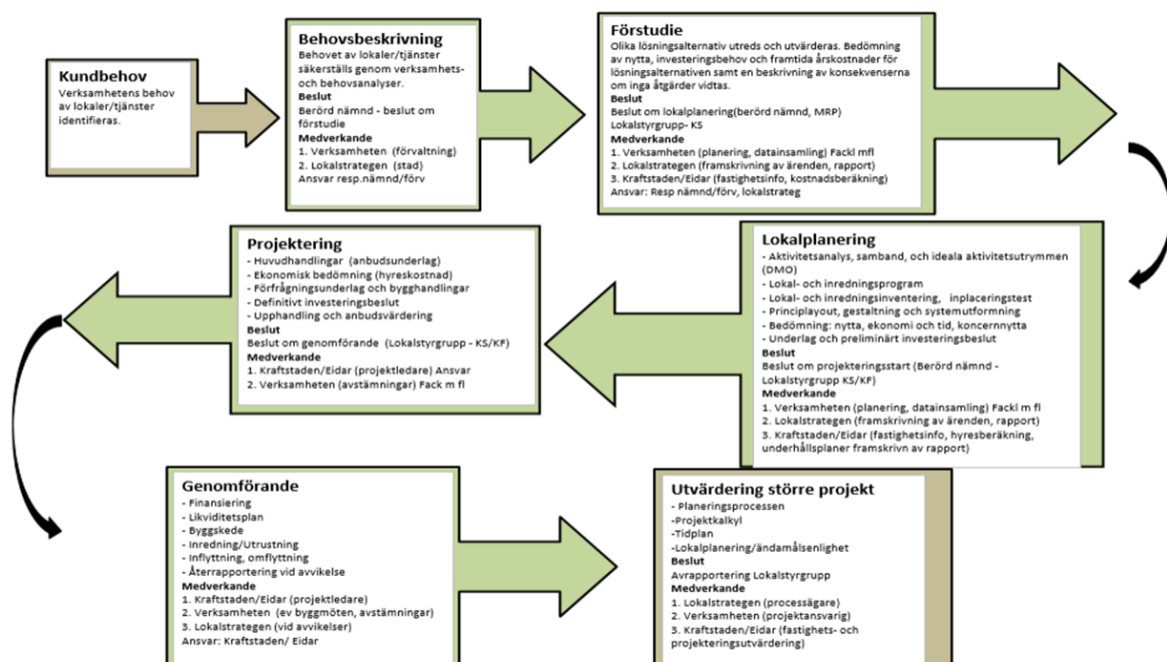 Kundbehov
Verksamhetens behov
av lokaler/tjänster
identifieras.
Behovsbeskrivning
Behovet av lokaler/tjänster
säkerställs genom verksamhets-
och behovsanalyser.
Beslut
Berörd nämnd - beslut om
förstudie
Medverkande
1. Verksamheten (förvaltning)
2. Lokalstrategen (stad)
Ansvar resp.nämnd/förv
Förstudie
Olika lösningsalternativ utreds och utvärderas. Bedömning
av nytta, investeringsbehov och framtida årskostnader för
lösningsalternativen samt en beskrivning av konsekvenserna
om inga åtgärder vidtas.
Beslut
Beslut om lokalplanering(berörd nämnd, MRP)
Lokalstyrgrupp- KS
Medverkande
1. Verksamheten (planering, datainsamling) Fackl mfl
2. Lokalstrategen (framskrivning av ärenden, rapport)
3. Kraftstaden/Eidar (fastighetsinfo, kostnadsberäkning)
Ansvar: Resp nämnd/förv, lokalstrateg
Lokalplanering
- Aktivitetsanalys, samband, och ideala aktivitetsutrymmen
(DMO)
- Lokal- och inredningsprogram
- Lokal- och inredningsinventering, inplaceringstest
- Principlayout, gestaltning och systemutformning
- Bedömning: nytta, ekonomi och tid, koncernnytta
- Underlag och preliminärt investeringsbeslut
Beslut
Beslut om projekteringsstart (Berörd nämnd -
Lokalstyrgrupp KS/KF)
Medverkande
1. Verksamheten (planering, datainsamling) Fackl m fl
2. Lokalstrategen (framskrivning av ärenden, rapport)
3. Kraftstaden/Eidar (fastighetsinfo, hyresberäkning,
underhållsplaner framskrivn av rapport)
Projektering
- Huvudhandlingar (anbudsunderlag)
- Ekonomisk bedömning (hyreskostnad)
- Förfrågningsunderlag och bygghandlingar
- Definitivt investeringsbeslut
- Upphandling och anbudsvärdering
Beslut
Beslut om genomförande (Lokalstyrgrupp - KS/KF)
Medverkande
1. Kraftstaden/Eidar (projektledare) Ansvar
2. Verksamheten (avstämningar) Fack m fl
Genomförande
- Finansiering
- Likviditetsplan
- Byggskede
- Inredning/Utrustning
- Inflyttning, omflyttning
- Återrapportering vid avvikelse
Medverkande
1. Kraftstaden/Eidar (projektledare)
2. Verksamheten (ev byggmöten, avstämningar)
3. Lokalstrategen (vid avvikelser)
Ansvar: Kraftstaden/ Eidar
Utvärdering större projekt
- Planeringsprocessen
-Projektkalkyl
-Tidplan
-Lokalplanering/ändamålsenlighet
Beslut
Avrapportering Lokalstyrgrupp
Medverkande
1. Lokalstrategen (processägare)
2. Verksamheten (projektansvarig)
3. Kraftstaden/Eidar (fastighets- och
projekteringsutvärdering)